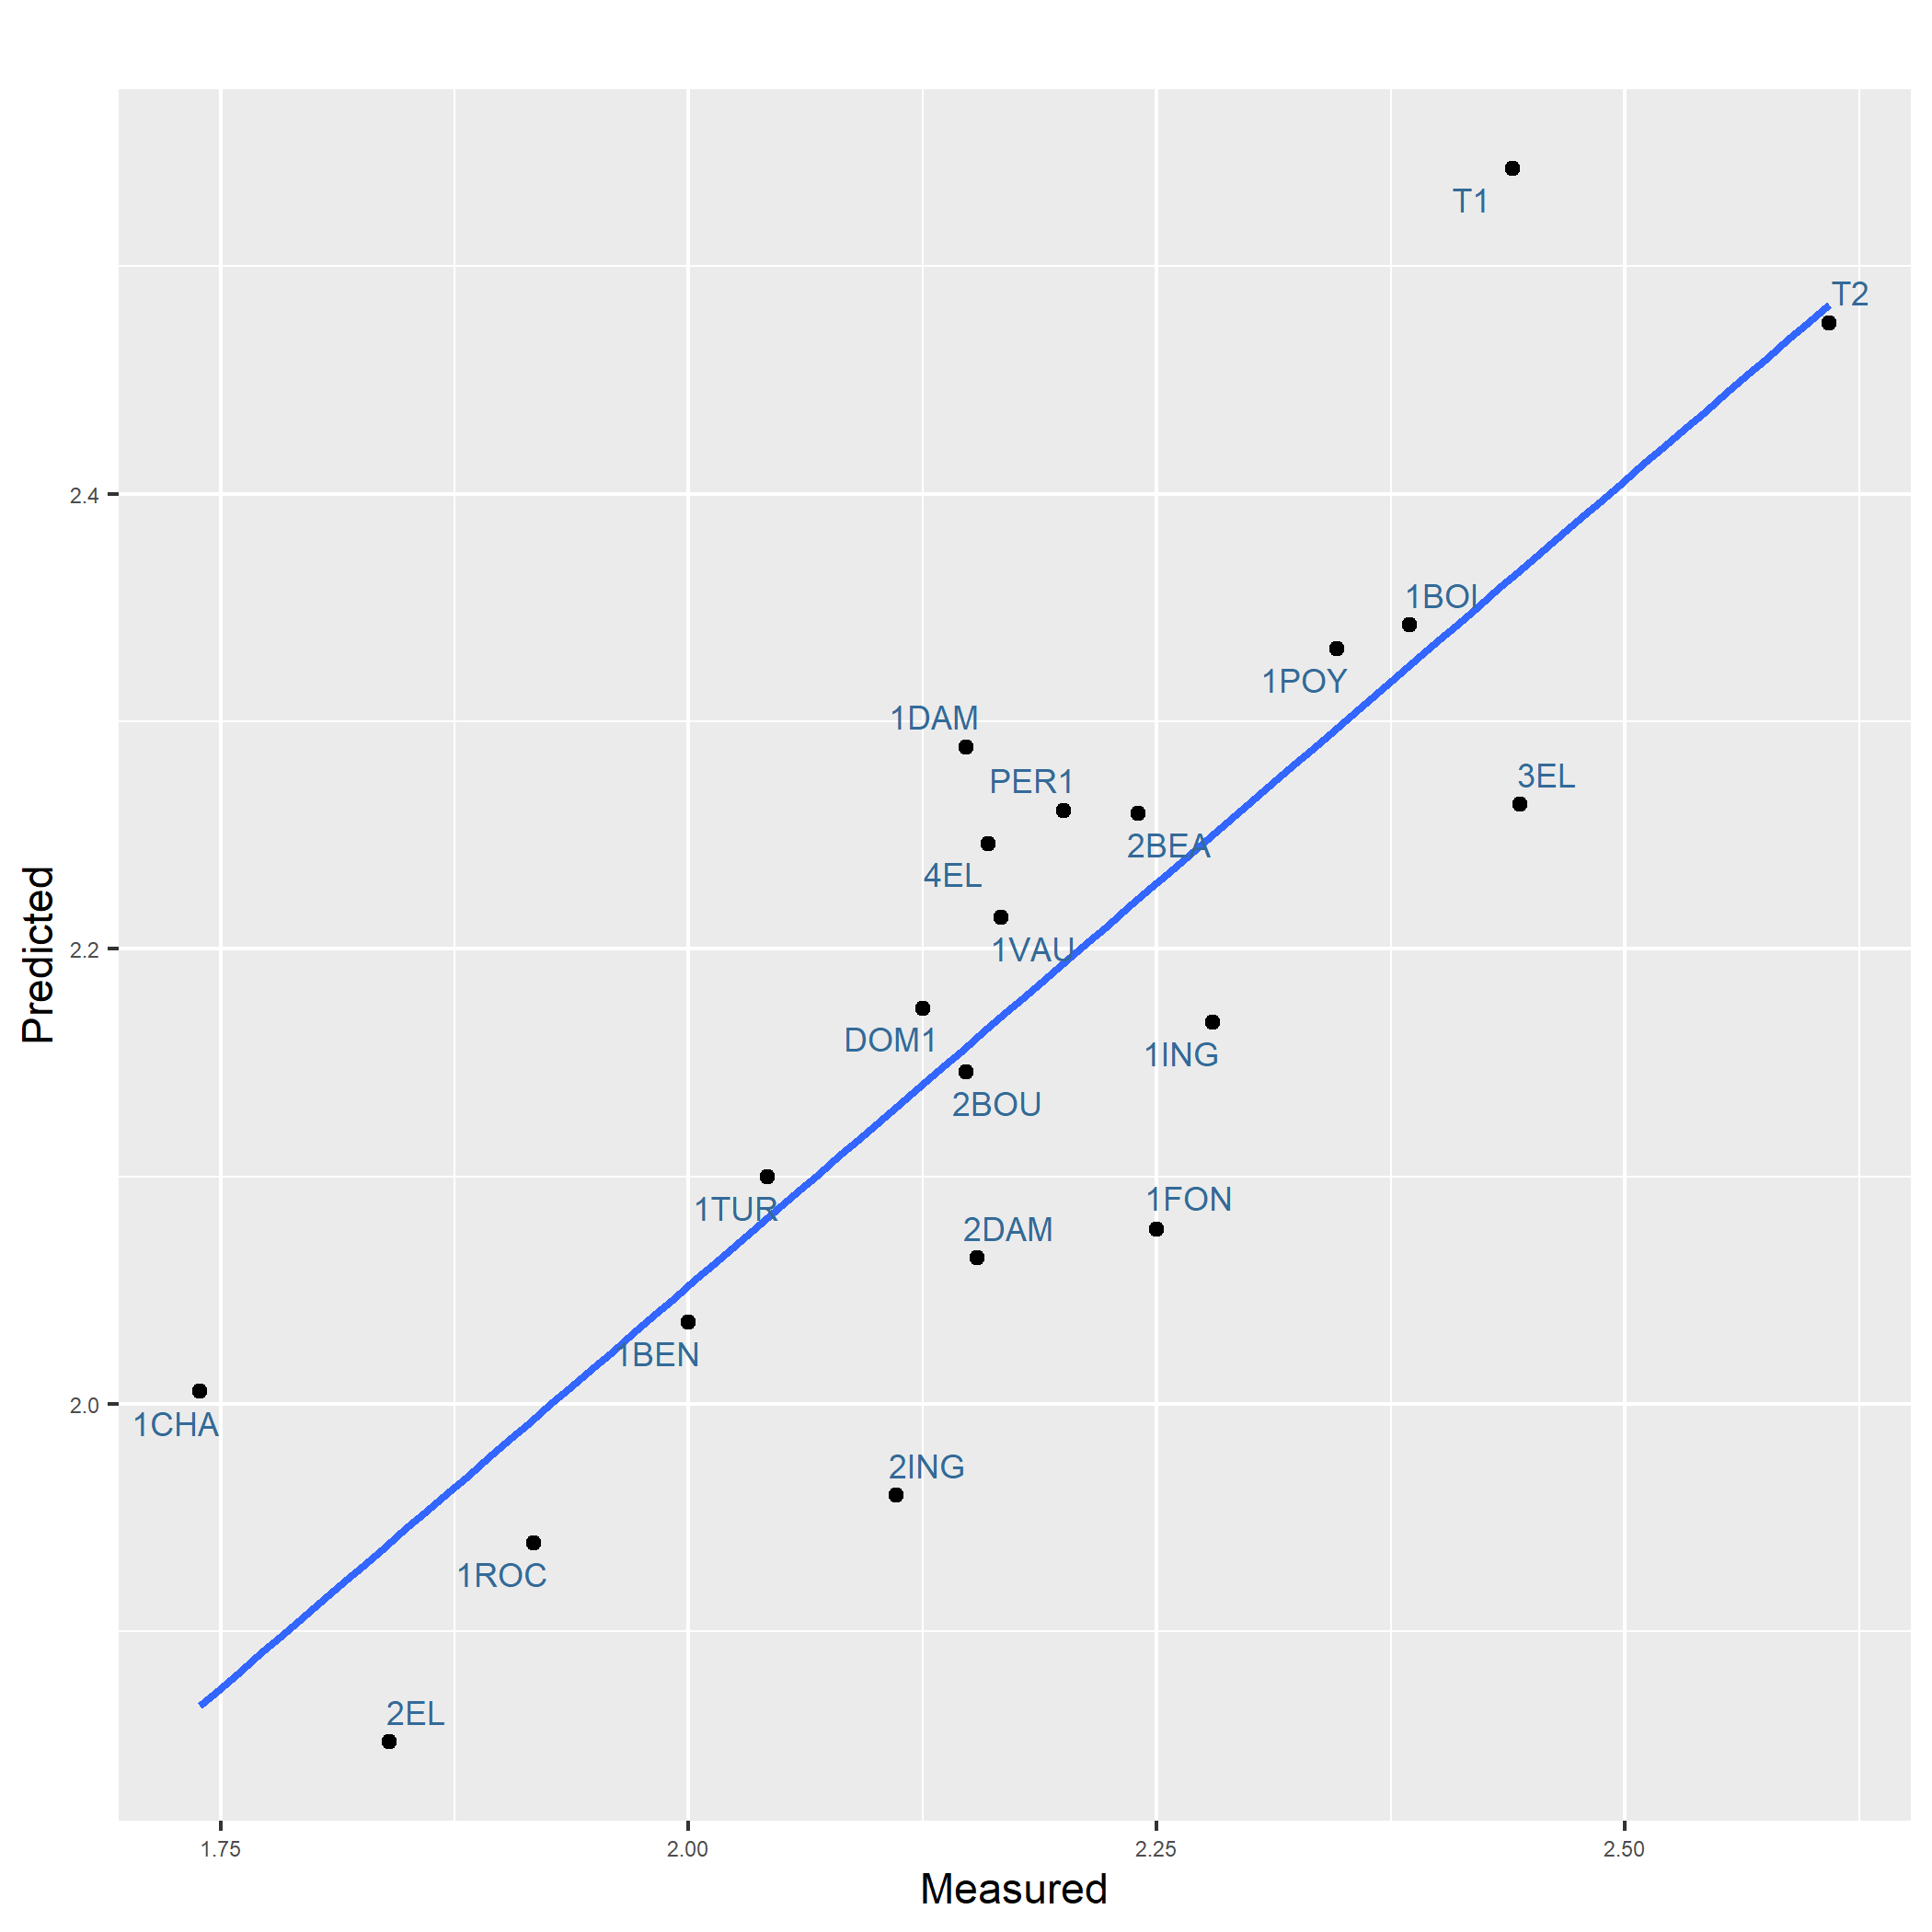 T1
T2
2.4
1BOI
1POY
1DAM
PER1
3EL
2BEA
4EL
Predicted
2.2
1VAU
DOM1
1ING
2BOU
1FON
1TUR
2DAM
1BEN
2.0
1CHA
2ING
1ROC
2EL
1.75 2.00 2.25 2.50
Measured